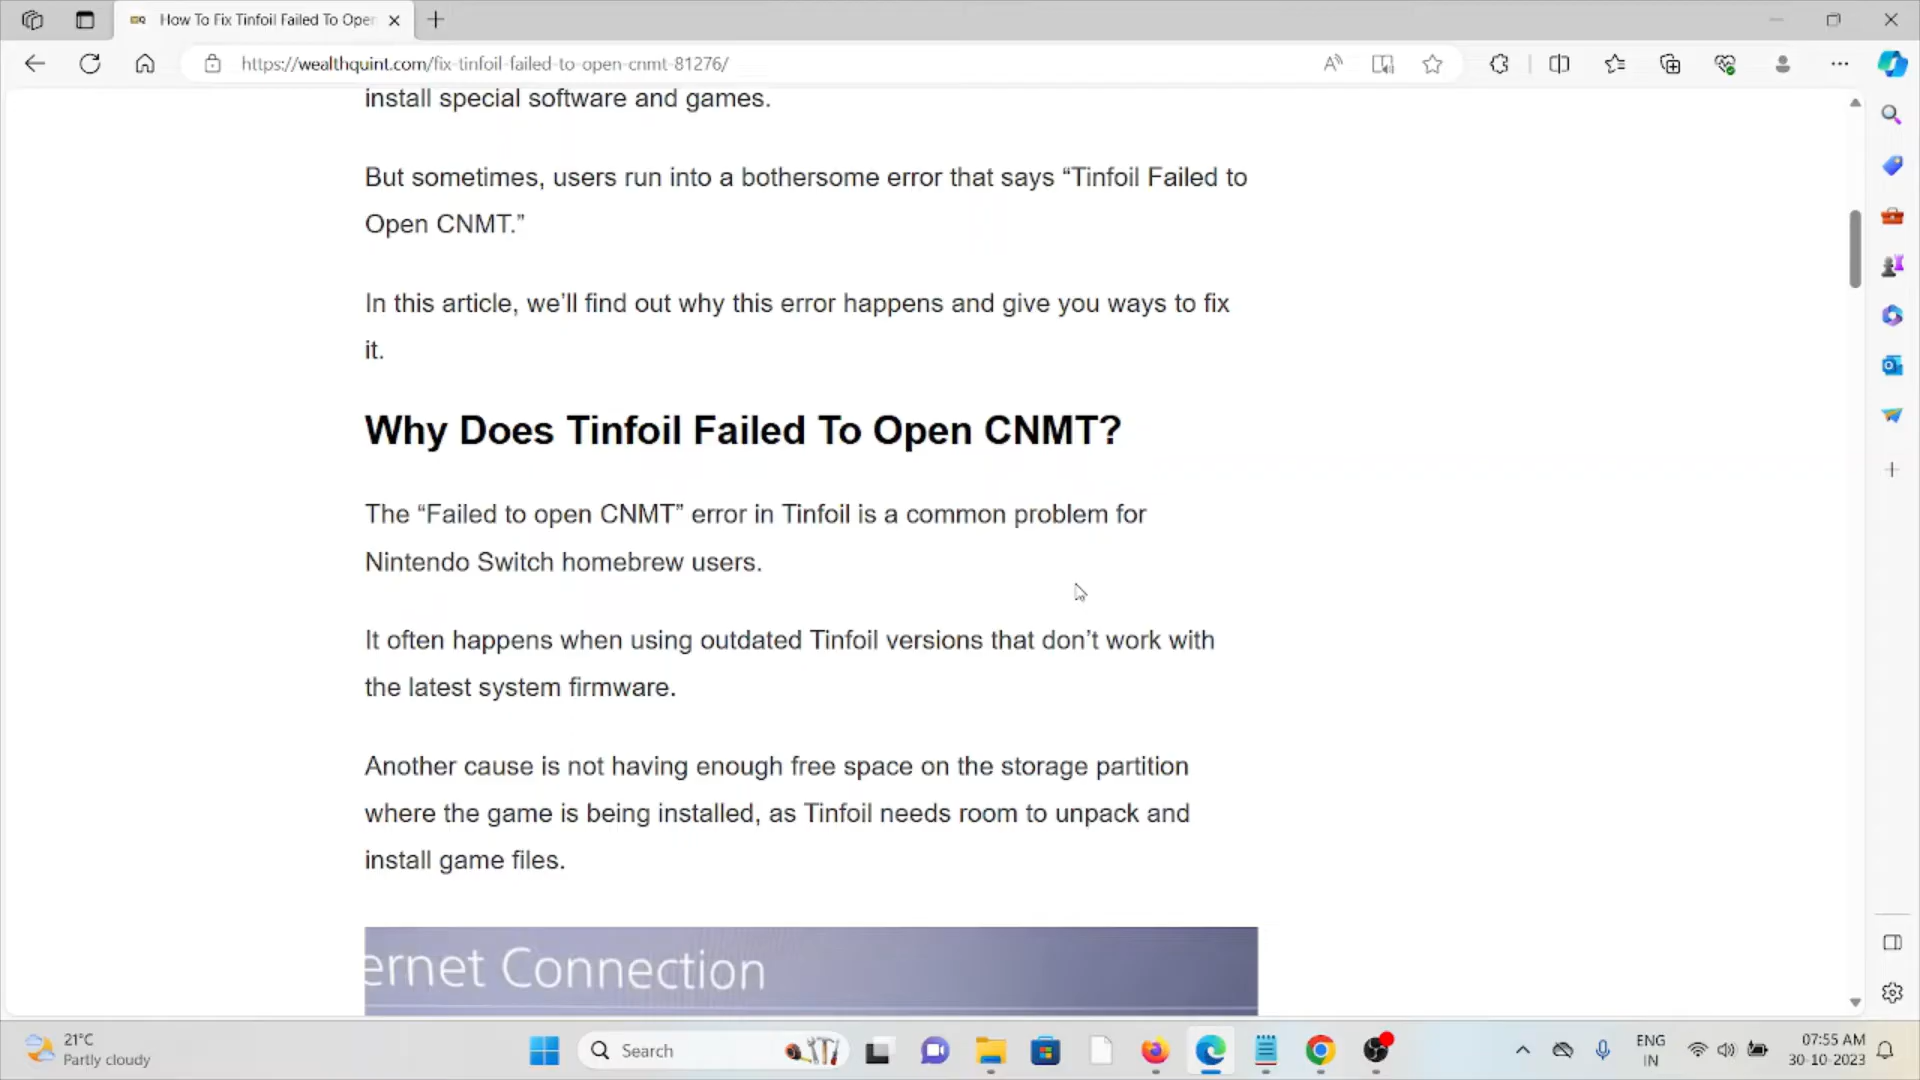 How To Fix Tinfoil Failed To Open
https://wealthquint.com/fix-tinfoil-failed-to-open-cnmt-81276/
install special software and games.
But sometimes, users run into a bothersome error that says “Tinfoil Failed to
Open CNMT.”
In this article, we’ll find out why this error happens and give you ways to fix
it.
Why Does Tinfoil Failed To Open CNMT?
The “Failed to open CNMT” error in Tinfoil is a common problem for
Nintendo Switch homebrew users.
It often happens when using outdated Tinfoil versions that don’t work with
the latest system firmware.
Another cause is not having enough free space on the storage partition
where the game is being installed, as Tinfoil needs room to unpack and
install game files.
ernet Connection
21°C
Partly cloudy
Search
ENG
IN
07:55 AM
30-10-2023